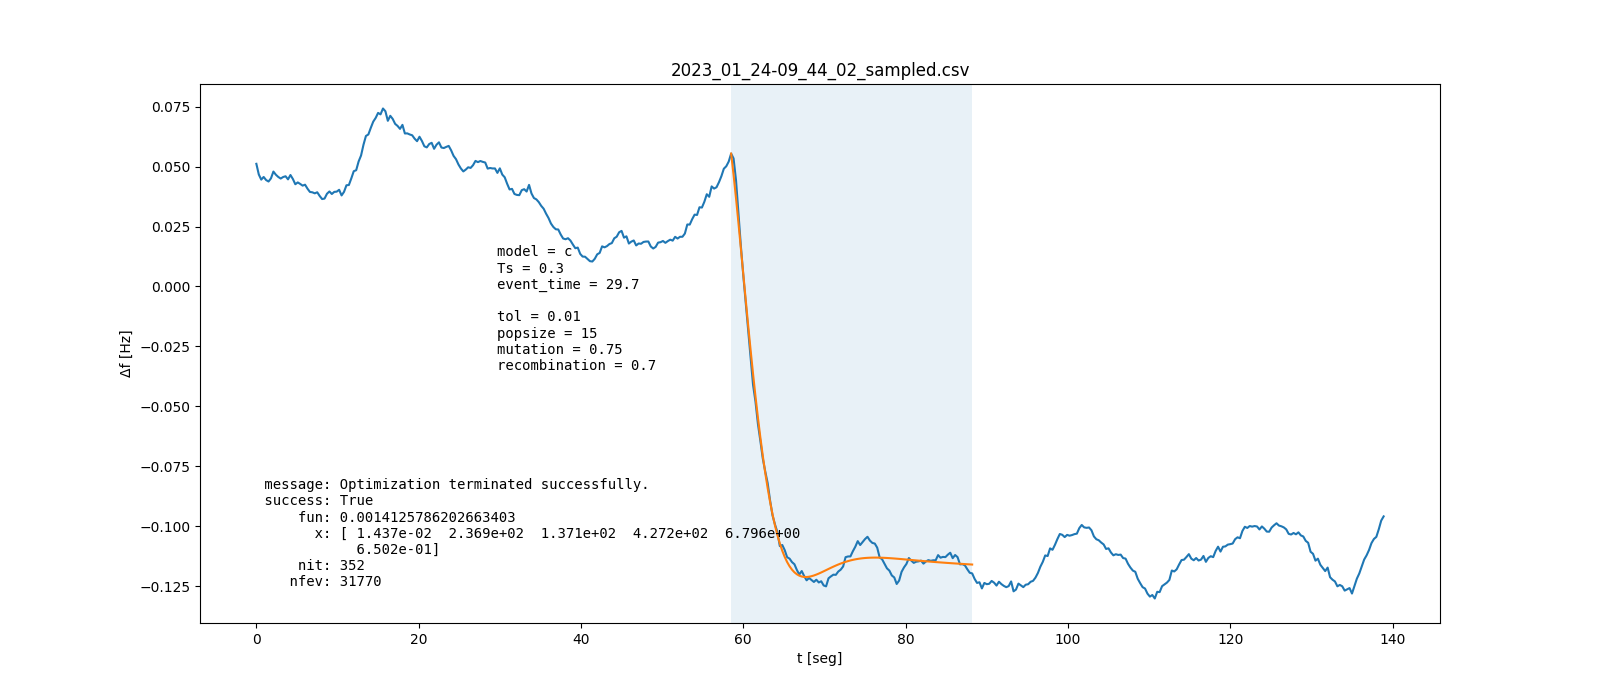 2023_01_24-09_44_02_sampled.csv
0.075
0.050
0.025
0.000
−0.025
−0.050
−0.075
−0.100
−0.125
Δf [Hz]
model = c
Ts = 0.3
event_time = 29.7
tol = 0.01
popsize = 15
mutation = 0.75
recombination = 0.7
message: Optimization terminated successfully.
success: True
fun: 0.0014125786202663403
x: [ 1.437e-02  2.369e+02  1.371e+02  4.272e+02  6.796e+00
6.502e-01]
nit: 352
nfev: 31770
0 20 40 60 80 100 120 140
t [seg]